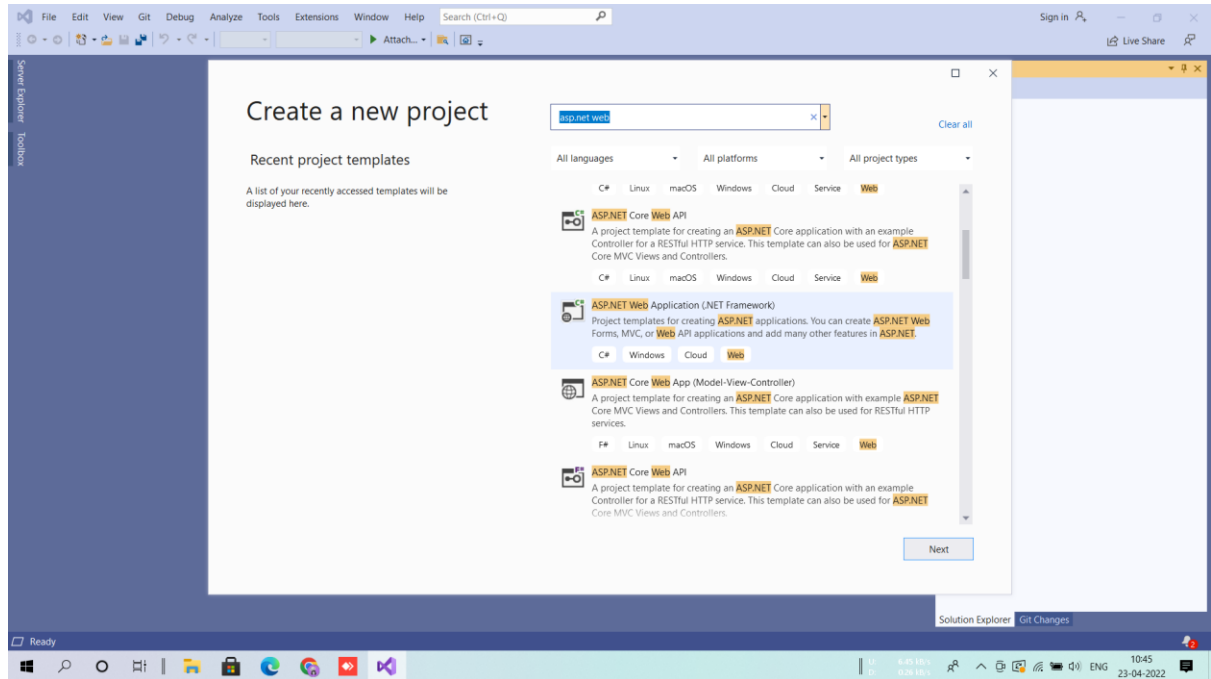 File Edit View Git Debug Analyze Tools Extensions Window Help Search (Ctrl+Q) Sign in
Attach... Live Share
Server Explorer
Toolbox
Create a new project
asp.net web
Clear all
Recent project templates
All languages All platforms All project types
A list of your recently accessed templates will be
displayed here.
C# Linux macOS Windows Cloud Service Web
ASP.NET Core Web API
A project template for creating an ASP.NET Core application with an example
Controller for a RESTful HTTP service. This template can also be used for ASP.NET
Core MVC Views and Controllers.
C# Linux macOS Windows Cloud Service Web
ASP.NET Web Application (.NET Framework)
Project templates for creating ASP.NET applications. You can create ASP.NET Web
Forms, MVC, or Web API applications and add many other features in ASP.NET.
C# Windows Cloud Web
ASP.NET Core Web App (Model-View-Controller)
A project template for creating an ASP.NET Core application with example ASP.NET
Core MVC Views and Controllers. This template can also be used for RESTful HTTP
services.
F# Linux macOS Windows Cloud Service Web
ASP.NET Core Web API
A project template for creating an ASP.NET Core application with an example
Controller for a RESTful HTTP service. This template can also be used for ASP.NET
Core MVC Views and Controllers.
Next
Solution Explorer Git Changes
Ready
2
ENG
10:45
23-04-2022